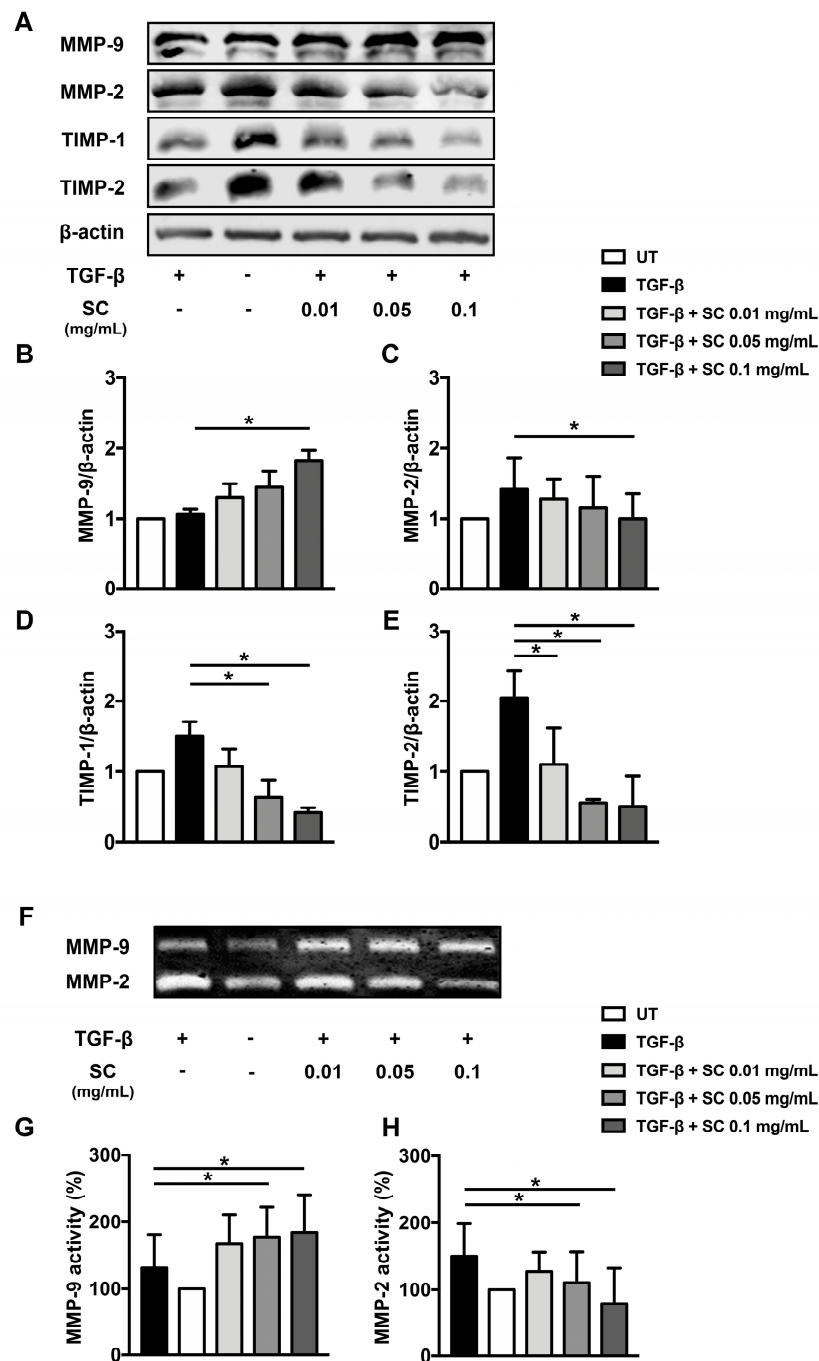 A
MMP-9
MMP-2
TIMP-1
TIMP-2
β-actin
TGF-β + - + + +
SC - - 0.01 0.05 0.1
(mg/mL)
UT
TGF-β
TGF-β + SC 0.01 mg/mL
TGF-β + SC 0.05 mg/mL
TGF-β + SC 0.1 mg/mL
B
MMP-9/β-actin
3
2
1
0
*
C
MMP-2/β-actin
3
2
1
0
*
D
TIMP-1/β-actin
3
2
1
0
*
*
E
TIMP-2/β-actin
3
2
1
0
*
*
*
F
MMP-9
MMP-2
TGF-β + - + + +
SC - - 0.01 0.05 0.1
(mg/mL)
UT
TGF-β
TGF-β + SC 0.01 mg/mL
TGF-β + SC 0.05 mg/mL
TGF-β + SC 0.1 mg/mL
G
MMP-9 activity (%)
300
200
100
0
*
*
H
MMP-2 activity (%)
300
200
100
0
*
*